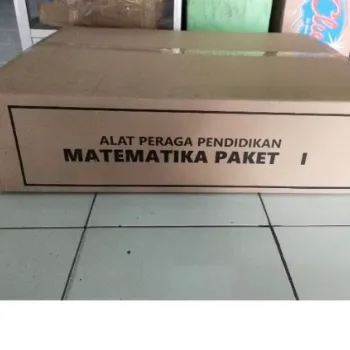 ALAT PERAGA PENDIDIKAN
MATEMATIKA PAKET I